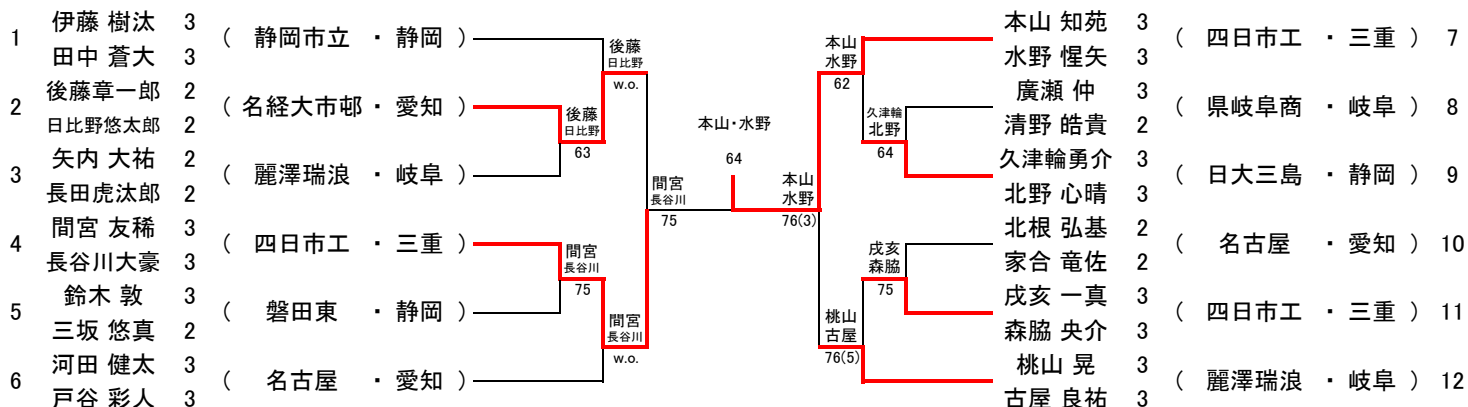 1 伊藤 樹汰 3 ( 静岡市立 ・ 静岡 )
田中 蒼大 3
2 後藤章一郎 2 ( 名経大市邨 ・ 愛知 )
日比野悠太郎 2
3 矢内 大祐 2 ( 麗澤瑞浪 ・ 岐阜 )
長田虎汰郎 2
4 間宮 友稀 3 ( 四日市工 ・ 三重 )
長谷川大豪 3
5 鈴木 敦 3 ( 磐田東 ・ 静岡 )
三坂 悠真 2
6 河田 健太 3 ( 名古屋 ・ 愛知 )
戸谷 彩人 3
後藤
日比野
63
間宮
長谷川
75
後藤
日比野
w.o.
間宮
長谷川
w.o.
間宮
長谷川
75
本山・水野
64
本山
水野
76(3)
本山
水野
62
桃山
古屋
76(5)
久津輪
北野
64
戌亥
森脇
75
本山 知苑 3 ( 四日市工 ・ 三重 ) 7
水野 惺矢 3
廣瀬 仲 3 ( 県岐阜商 ・ 岐阜 ) 8
清野 皓貴 2
久津輪勇介 3 ( 日大三島 ・ 静岡 ) 9
北野 心晴 3
北根 弘基 2 ( 名古屋 ・ 愛知 ) 10
家合 竜佐 2
戌亥 一真 3 ( 四日市工 ・ 三重 ) 11
森脇 央介 3
桃山 晃 3 ( 麗澤瑞浪 ・ 岐阜 ) 12
古屋 良祐 3